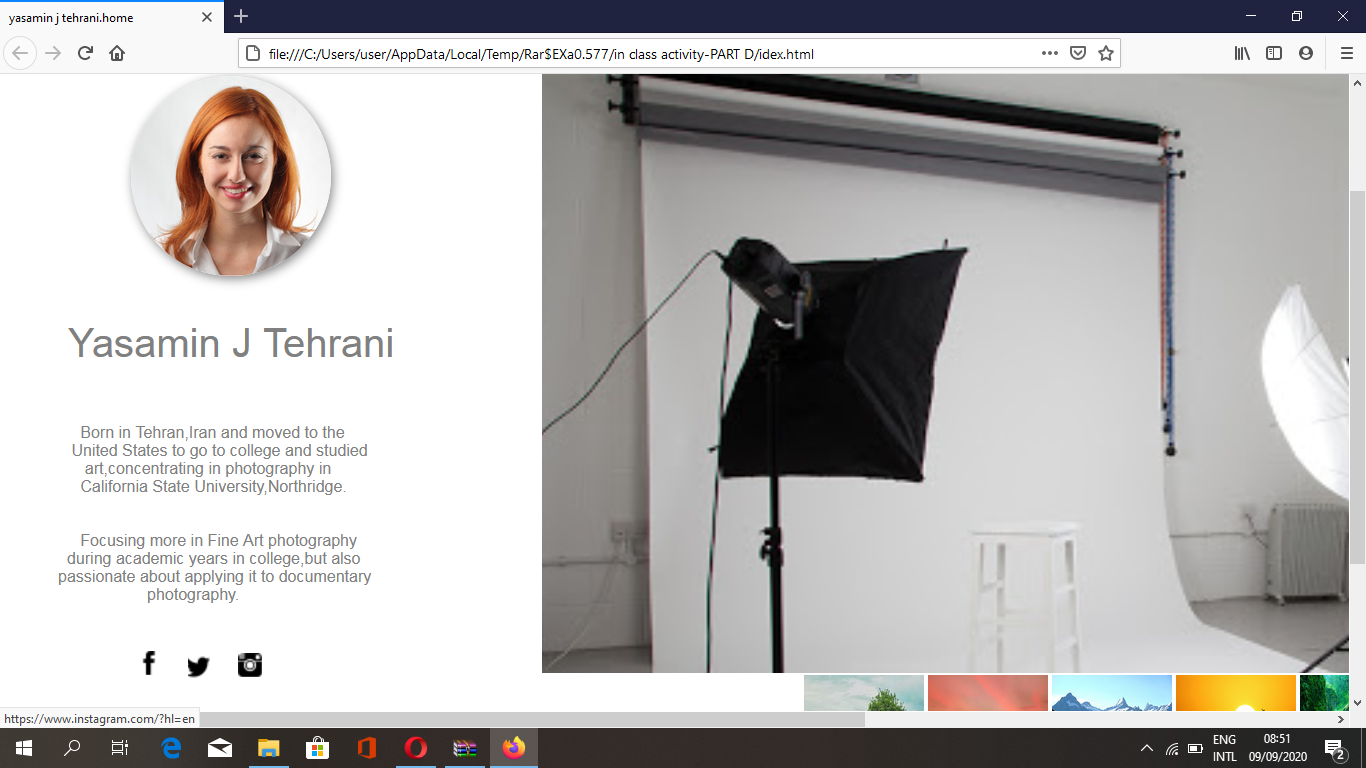 yasamin j tehrani.home
file:///C:/Users/user/AppData/Local/Temp/Rar$EXa0.577/in class activity-PART D/idex.html
Yasamin J Tehrani
Born in Tehran,Iran and moved to the
United States to go to college and studied
art,concentrating in photography in
California State University,Northridge.
Focusing more in Fine Art photography
during academic years in college,but also
passionate about applying it to documentary
photography.
https://www.instagram.com/?hl=en
ENG
INTL
08:51
09/09/2020
2